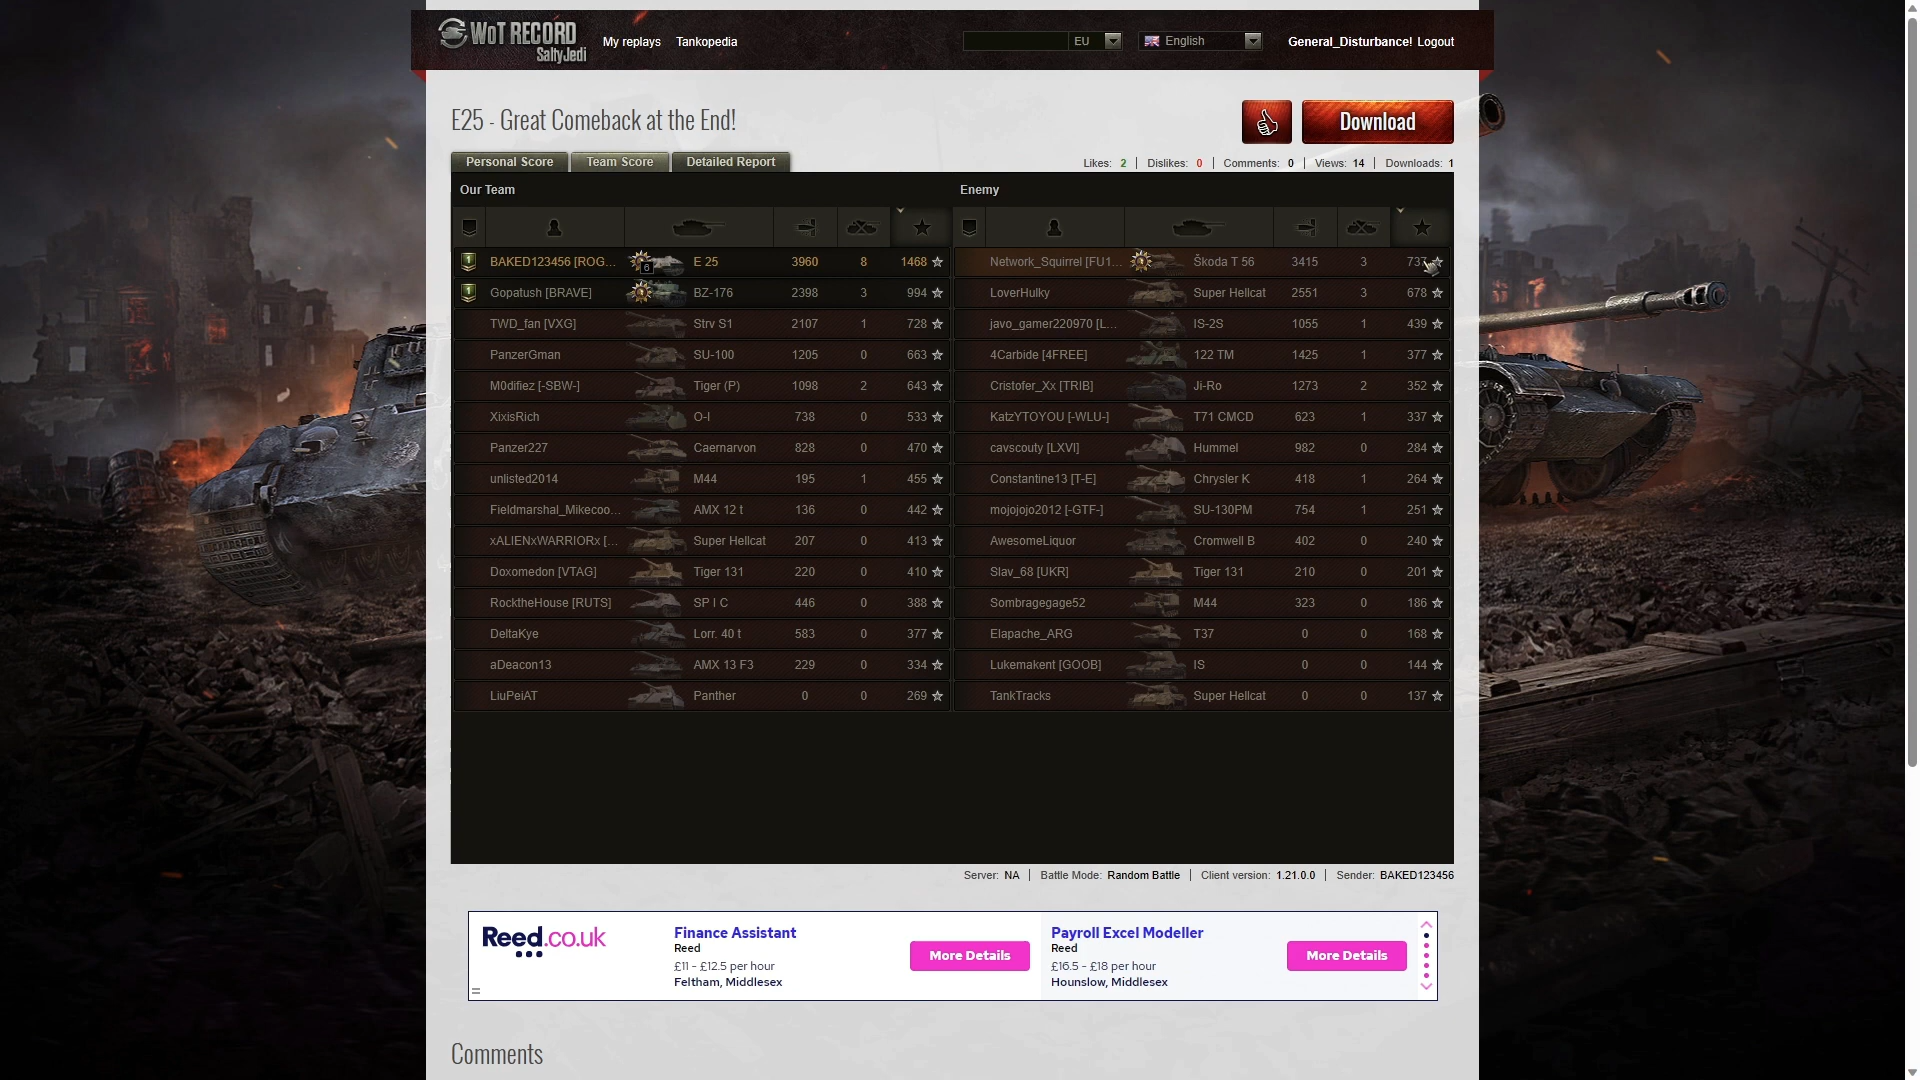 WoT RECORD
SaltyJedi
My replays Tankopedia
EU
English
General_Disturbance! Logout
E25 - Great Comeback at the End!
Download
Personal Score Team Score Detailed Report
Likes: 2 | Dislikes: 0 | Comments: 0 | Views: 14 | Downloads: 1
Our Team
1 BAKED123456 [ROG... 6 E 25 3960 8 1468
1 Gopatush [BRAVE] BZ-176 2398 3 994
TWD_fan [VXG] Strv S1 2107 1 728
PanzerGman SU-100 1205 0 663
M0difiez [-SBW-] Tiger (P) 1098 2 643
XixisRich O-I 738 0 533
Panzer227 Caernarvon 828 0 470
unlisted2014 M44 195 1 455
Fieldmarshal_Mikecoo... AMX 12 t 136 0 442
xALIENxWARRIORx [... Super Hellcat 207 0 413
Doxomedon [VTAG] Tiger 131 220 0 410
RocktheHouse [RUTS] SP I C 446 0 388
DeltaKye Lorr. 40 t 583 0 377
aDeacon13 AMX 13 F3 229 0 334
LiuPeiAT Panther 0 0 269
Enemy
Network_Squirrel [FU1... Škoda T 56 3415 3 737
LoverHulky Super Hellcat 2551 3 678
javo_gamer220970 [L... IS-2S 1055 1 439
4Carbide [4FREE] 122 TM 1425 1 377
Cristofer_Xx [TRIB] Ji-Ro 1273 2 352
KatzYTOYOU [-WLU-] T71 CMCD 623 1 337
cavscouty [LXVI] Hummel 982 0 284
Constantine13 [T-E] Chrysler K 418 1 264
mojojojo2012 [-GTF-] SU-130PM 754 1 251
AwesomeLiquor Cromwell B 402 0 240
Slav_68 [UKR] Tiger 131 210 0 201
Sombragegage52 M44 323 0 186
Elapache_ARG T37 0 0 168
Lukemakent [GOOB] IS 0 0 144
TankTracks Super Hellcat 0 0 137
Server: NA | Battle Mode: Random Battle | Client version: 1.21.0.0 | Sender: BAKED123456
Reed.co.uk
Finance Assistant
Reed
£11 - £12.5 per hour
Feltham, Middlesex
More Details
Payroll Excel Modeller
Reed
£16.5 - £18 per hour
Hounslow, Middlesex
More Details
Comments